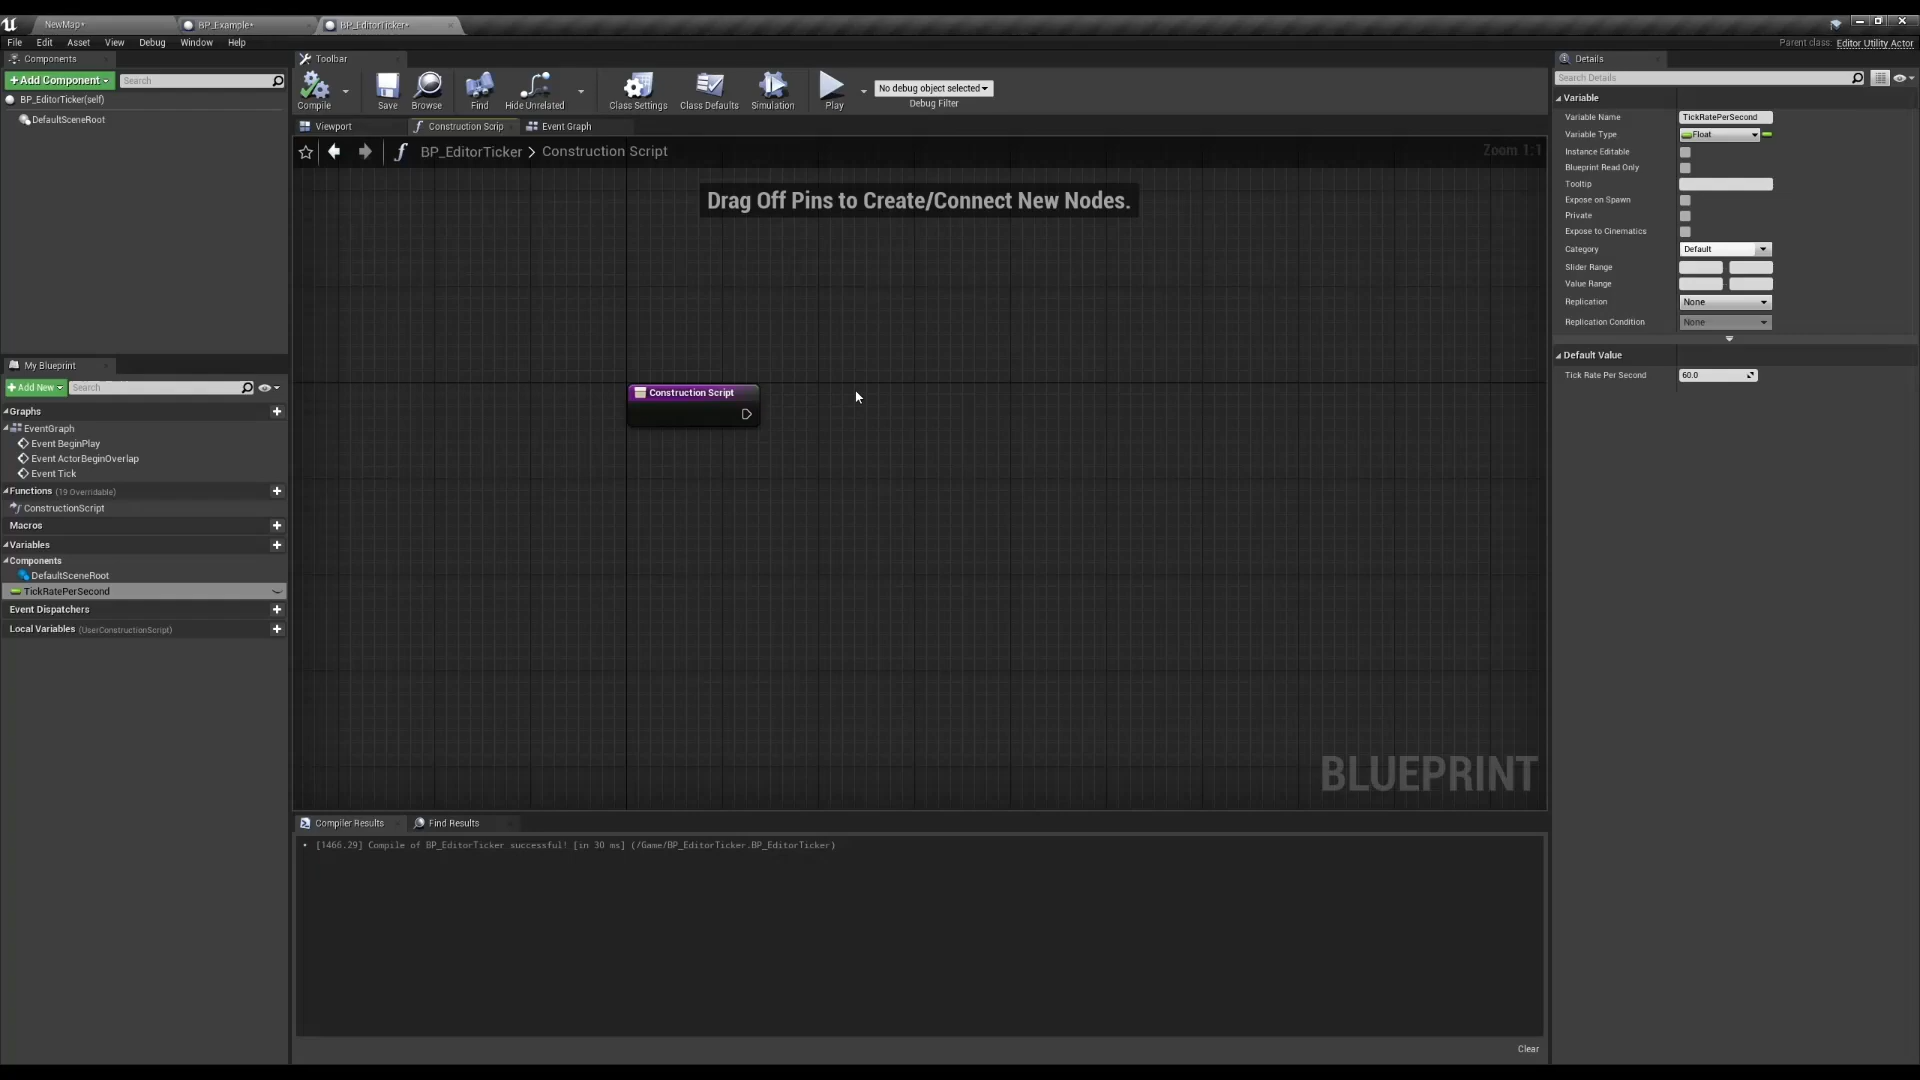 NewMap*
BP_Example*
BP_EditorTicker*
File Edit Asset View Debug Window Help
Parent class: Editor Utility Actor
Components
+Add Component
Search
BP_EditorTicker(self)
DefaultSceneRoot
Toolbar
Compile
Save
Browse
Find
Hide Unrelated
Class Settings
Class Defaults
Simulation
Play
No debug object selected
Debug Filter
Viewport
Construction Scrip
Event Graph
BP_EditorTicker > Construction Script
Zoom 1:1
Drag Off Pins to Create/Connect New Nodes.
Construction Script
BLUEPRINT
My Blueprint
+Add New
Search
Graphs
EventGraph
Event BeginPlay
Event ActorBeginOverlap
Event Tick
Functions (19 Overridable)
ConstructionScript
Macros
Variables
Components
DefaultSceneRoot
TickRatePerSecond
Event Dispatchers
Local Variables (UserConstructionScript)
Compiler Results
Find Results
[1466.29] Compile of BP_EditorTicker successful! [in 30 ms] (/Game/BP_EditorTicker.BP_EditorTicker)
Clear
Details
Search Details
Variable
Variable Name TickRatePerSecond
Variable Type Float
Instance Editable
Blueprint Read Only
Tooltip
Expose on Spawn
Private
Expose to Cinematics
Category Default
Slider Range
Value Range
Replication None
Replication Condition None
Default Value
Tick Rate Per Second 60.0